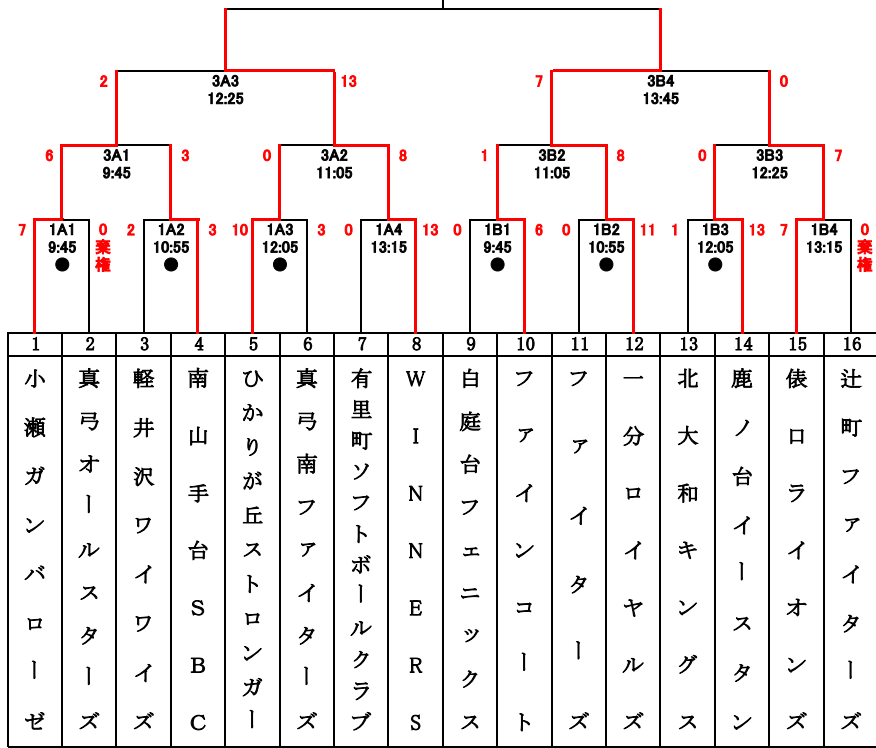 2 3A3 13 7 3B4 0
12:25 13:45
6 3A1 3 0 3A2 8 1 3B2 8 0 3B3 7
9:45 11:05 11:05 12:25
7 1A1 0 2 1A2 3 10 1A3 3 0 1A4 13 0 1B1 6 0 1B2 11 1 1B3 13 7 1B4 0
9:45 棄権 10:55 12:05 13:15 9:45 10:55 12:05 13:15 棄権
● ● ● ● ● ●
1 2 3 4 5 6 7 8 9 10 11 12 13 14 15 16
小瀬ガンバローゼ
真弓オールスターズ
軽井沢ワイワイズ
南山手台SBC
ひかりが丘ストロンガー
真弓南ファイターズ
有里町ソフトボールクラブ
WINNERS
白庭台フェニックス
ファインコート
ファイターズ
一分ロイヤルズ
北大和キングス
鹿ノ台イースタン
俵口ライオンズ
辻町ファイターズ